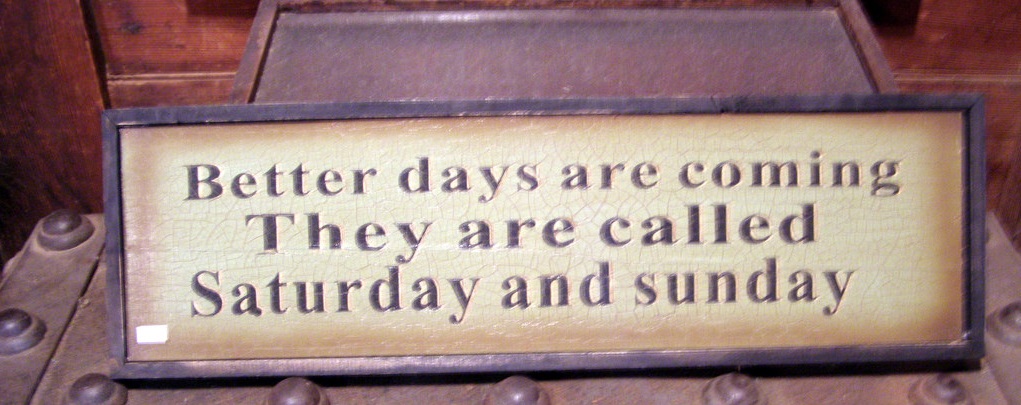 Better days are coming
They are called
Saturday and sunday